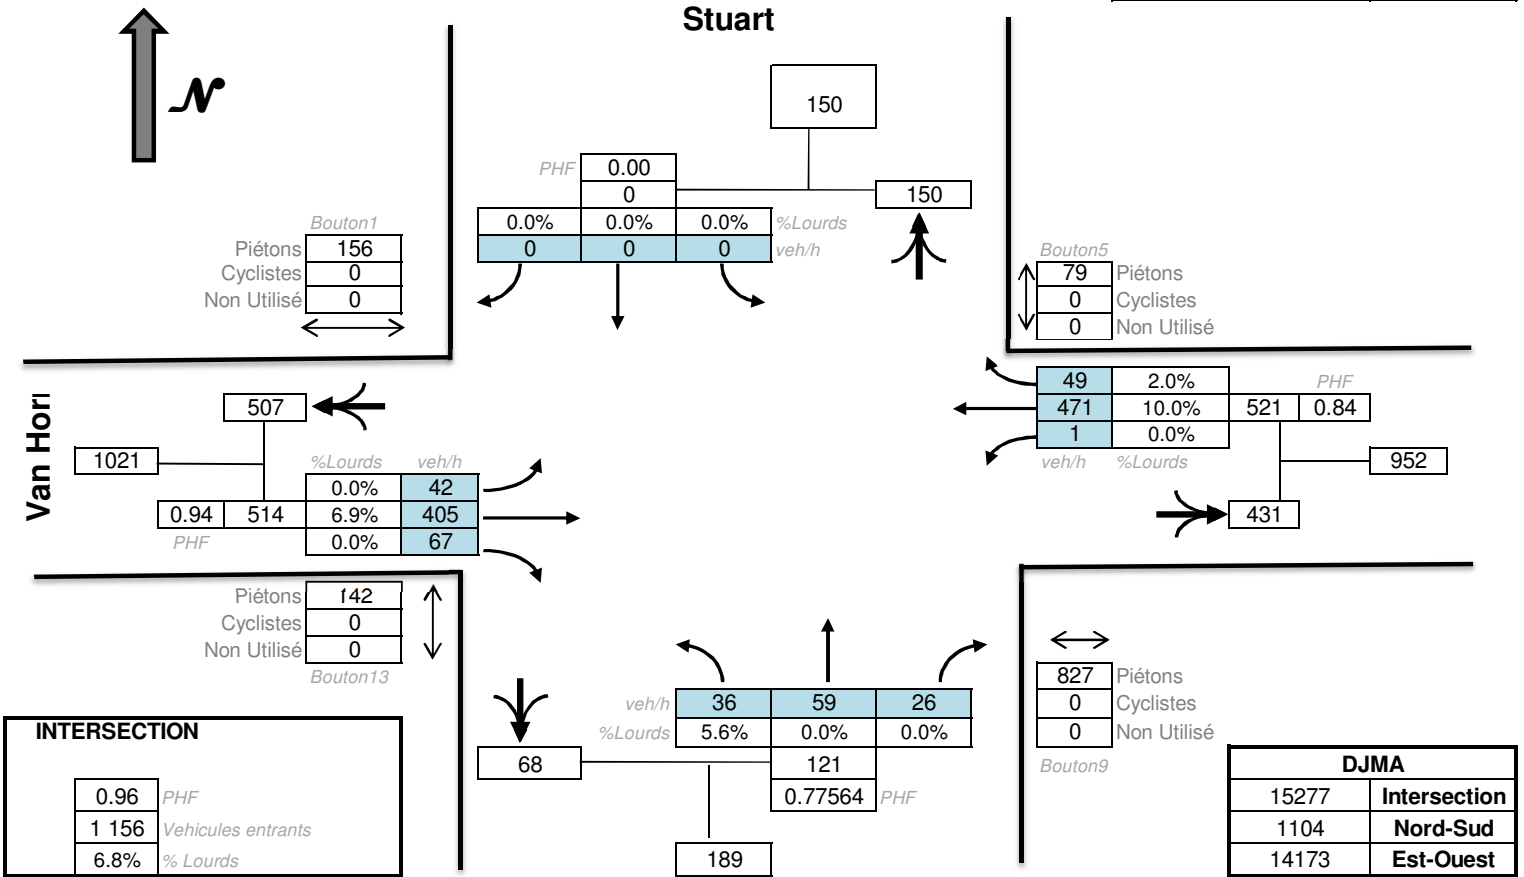 Stuart
N
150
PHF 0.00
0 150
0.0% 0.0% 0.0% %Lourds
0 0 0 veh/h
Bouton1
Piétons 156
Cyclistes 0
Non Utilisé 0
Bouton5
79 Piétons
0 Cyclistes
0 Non Utilisé
Van Hor
507
1021
%Lourds veh/h
0.0% 42
0.94 514 6.9% 405
PHF 0.0% 67
49 2.0% PHF
471 10.0% 521 0.84
1 0.0%
veh/h %Lourds 952
431
Piétons 142
Cyclistes 0
Non Utilisé 0
Bouton13
827 Piétons
0 Cyclistes
0 Non Utilisé
Bouton9
veh/h 36 59 26
%Lourds 5.6% 0.0% 0.0%
68 121
0.77564 PHF
189
INTERSECTION
0.96 PHF
1 156 Vehicules entrants
6.8% % Lourds
DJMA
15277 Intersection
1104 Nord-Sud
14173 Est-Ouest